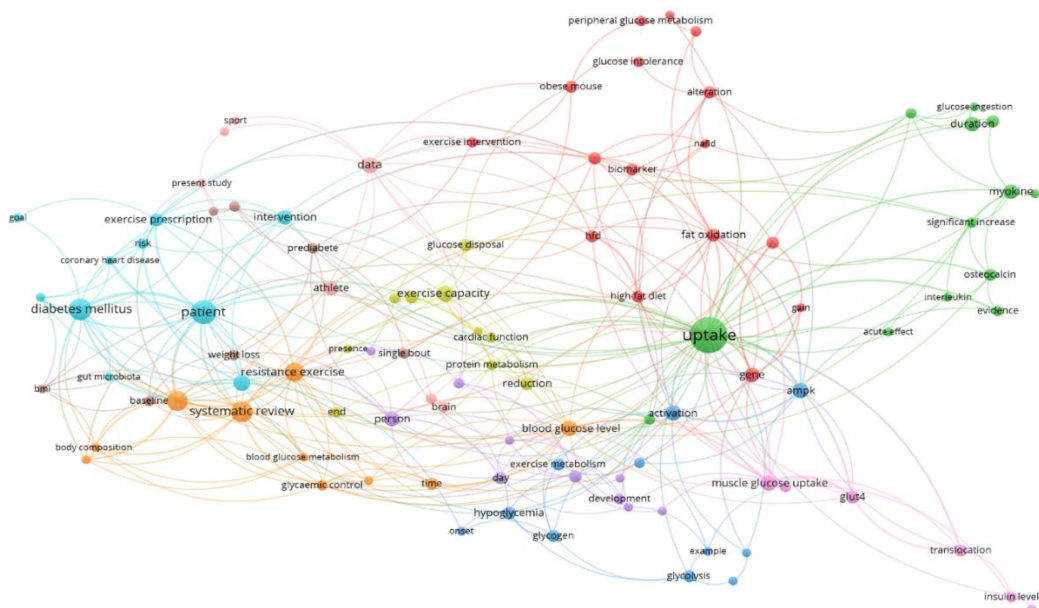 peripheral glucose metabolism
glucose intolerance
obese mouse
alteration
glucose ingestion
duration
sport
exercise intervention
nafld
data
biomarker
present study
myokine
goal
exercise prescription
intervention
significant increase
risk
prediabete
glucose disposal
hfd
fat oxidation
coronary heart disease
osteocalcin
athlete
exercise capacity
high fat diet
interleukin
diabetes mellitus
patient
gain
evidence
uptake
acute effect
cardiac function
weight loss
presence
single bout
protein metabolism
gut microbiota
resistance exercise
gene
bmi
reduction
ampk
baseline
systematic review
end
person
brain
activation
blood glucose level
body composition
blood glucose metabolism
exercise metabolism
glycaemic control
time
day
muscle glucose uptake
development
glut4
hypoglycemia
onset
glycogen
example
translocation
glycolysis
insulin level